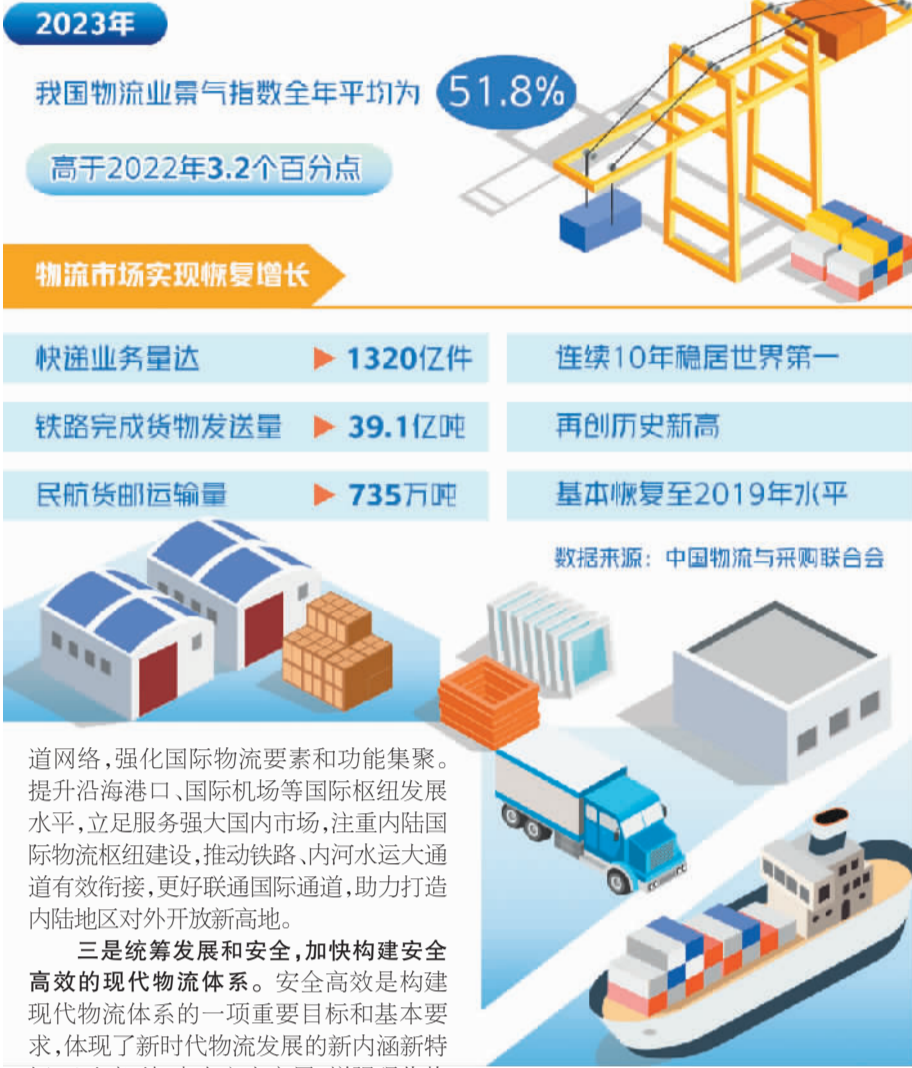 2023年
我国物流业景气指数全年平均为 51.8%
高于2022年3.2个百分点
物流市场实现恢复增长
快递业务量达 1320亿件 连续10年稳居世界第一
铁路完成货物发送量 39.1亿吨 再创历史新高
民航货邮运输量 735万吨 基本恢复至2019年水平
数据来源：中国物流与采购联合会
道网络,强化国际物流要素和功能集聚。
提升沿海港口、国际机场等国际枢纽发展
水平,立足服务强大国内市场,注重内陆国
际物流枢纽建设,推动铁路、内河水运大通
道有效衔接,更好联通国际通道,助力打造
内陆地区对外开放新高地。
三是统筹发展和安全,加快构建安全
高效的现代物流体系。安全高效是构建
现代物流体系的一项重要目标和基本要
求,体现了新时代物流发展的新内涵新特